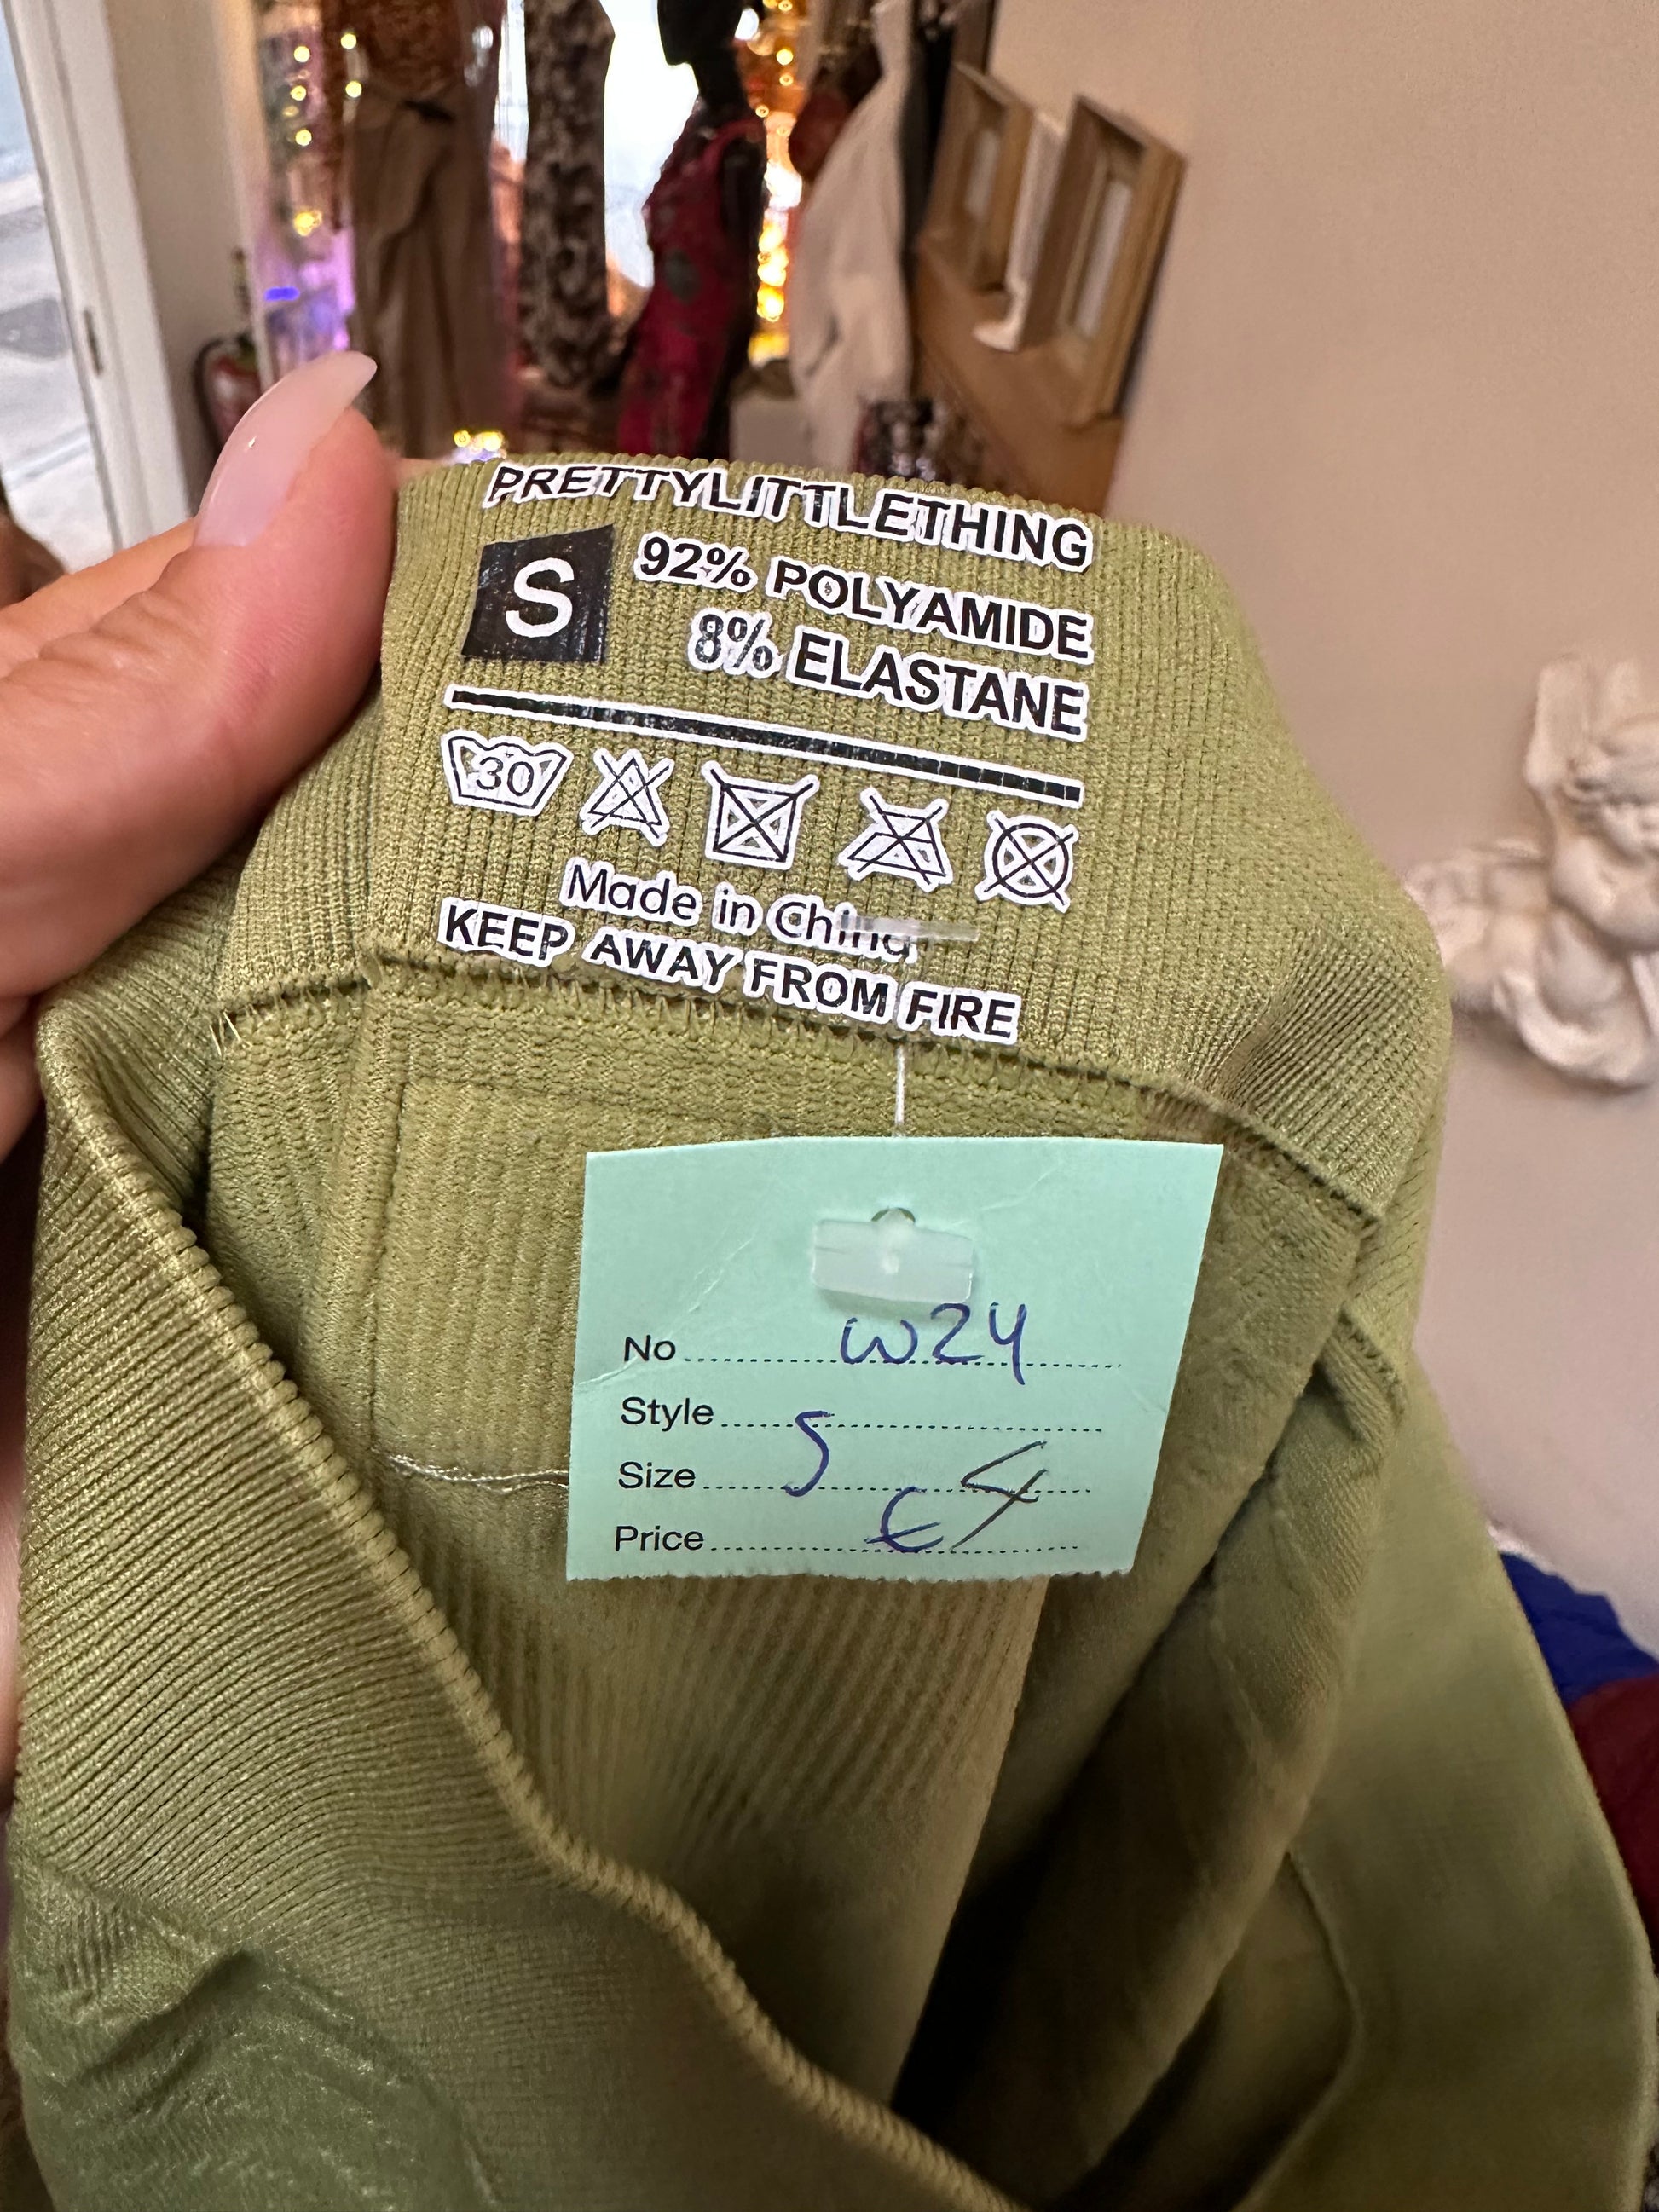 PRETTYLITTLETHING
S
92% POLYAMIDE
8% ELASTANE
30
Made in China
KEEP AWAY FROM FIRE
No w24
Style
Size S
Price €4